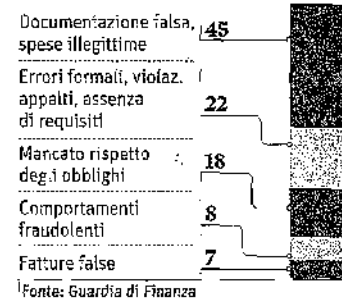 Documentazione falsa,
spese illegittime
45
Errori formali, violaz.
appalti, assenza
di requisiti
22
Mancato rispetto
deg.i obblighi
18
Comportamenti
fraudolenti
8
Fatture false
7
Fonte: Guardia di Finanza